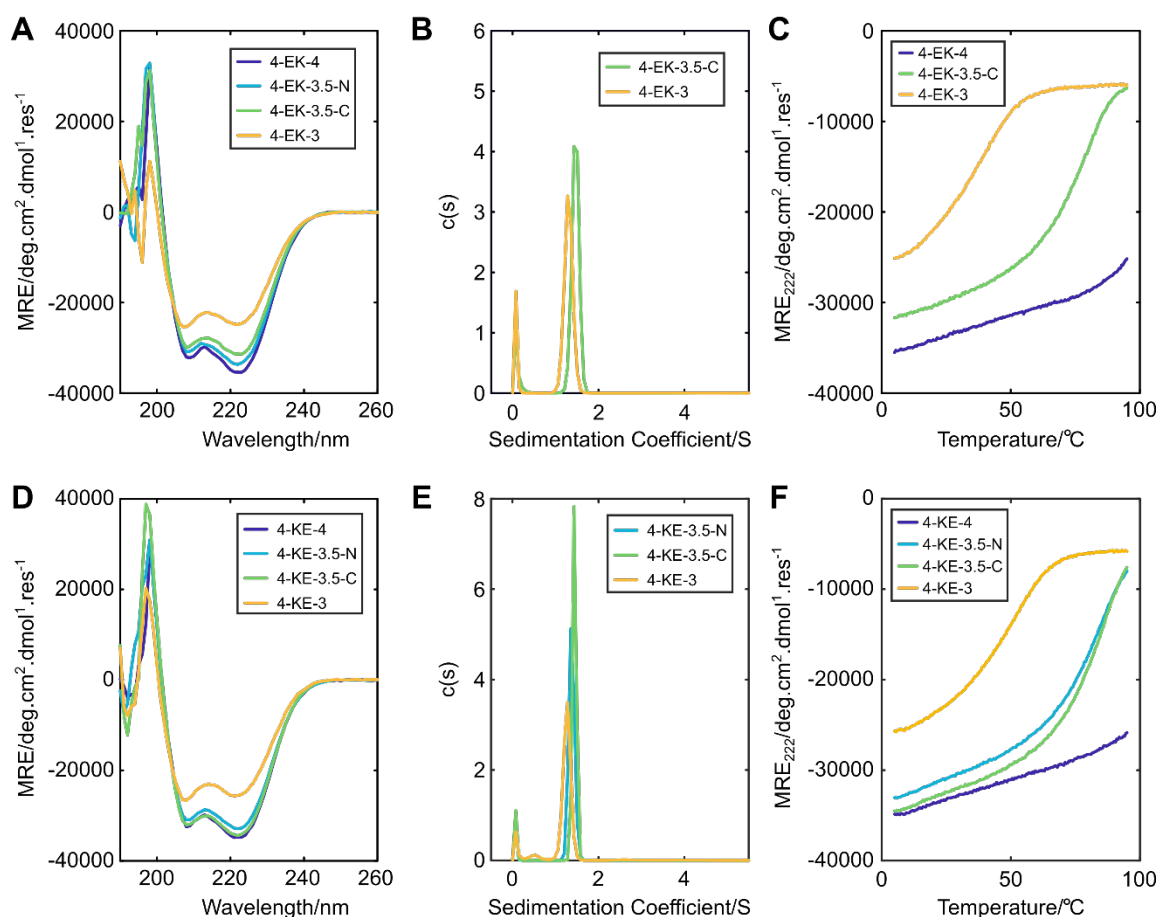 A
40000
20000
0
-20000
-40000
MRE/deg.cm².dmol¹.res⁻¹
200
220
240
260
Wavelength/nm
4-EK-4
4-EK-3.5-N
4-EK-3.5-C
4-EK-3
B
6
5
4
3
2
1
0
c(s)
0
2
4
Sedimentation Coefficient/S
4-EK-3.5-C
4-EK-3
C
0
-10000
-20000
-30000
-40000
MRE₂₂₂/deg.cm².dmol¹.res⁻¹
0
50
100
Temperature/°C
4-EK-4
4-EK-3.5-C
4-EK-3
D
40000
20000
0
-20000
-40000
MRE/deg.cm².dmol¹.res⁻¹
200
220
240
260
Wavelength/nm
4-KE-4
4-KE-3.5-N
4-KE-3.5-C
4-KE-3
E
8
6
4
2
0
c(s)
0
2
4
Sedimentation Coefficient/S
4-KE-3.5-N
4-KE-3.5-C
4-KE-3
F
0
-10000
-20000
-30000
-40000
MRE₂₂₂/deg.cm².dmol¹.res⁻¹
0
50
100
Temperature/°C
4-KE-4
4-KE-3.5-N
4-KE-3.5-C
4-KE-3